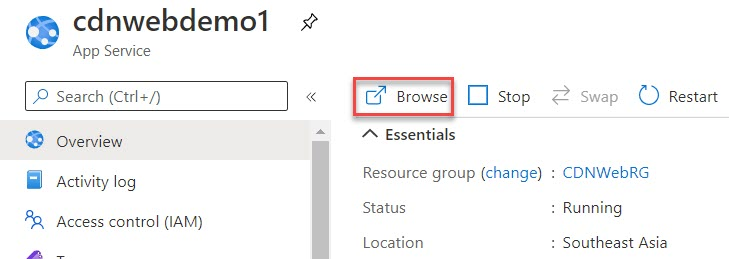 cdnwebdemo1
App Service
Search (Ctrl+/)
«
Browse
Stop
Swap
Restart
Overview
Activity log
Access control (IAM)
Essentials
Resource group (change) : CDNWebRG
Status : Running
Location : Southeast Asia